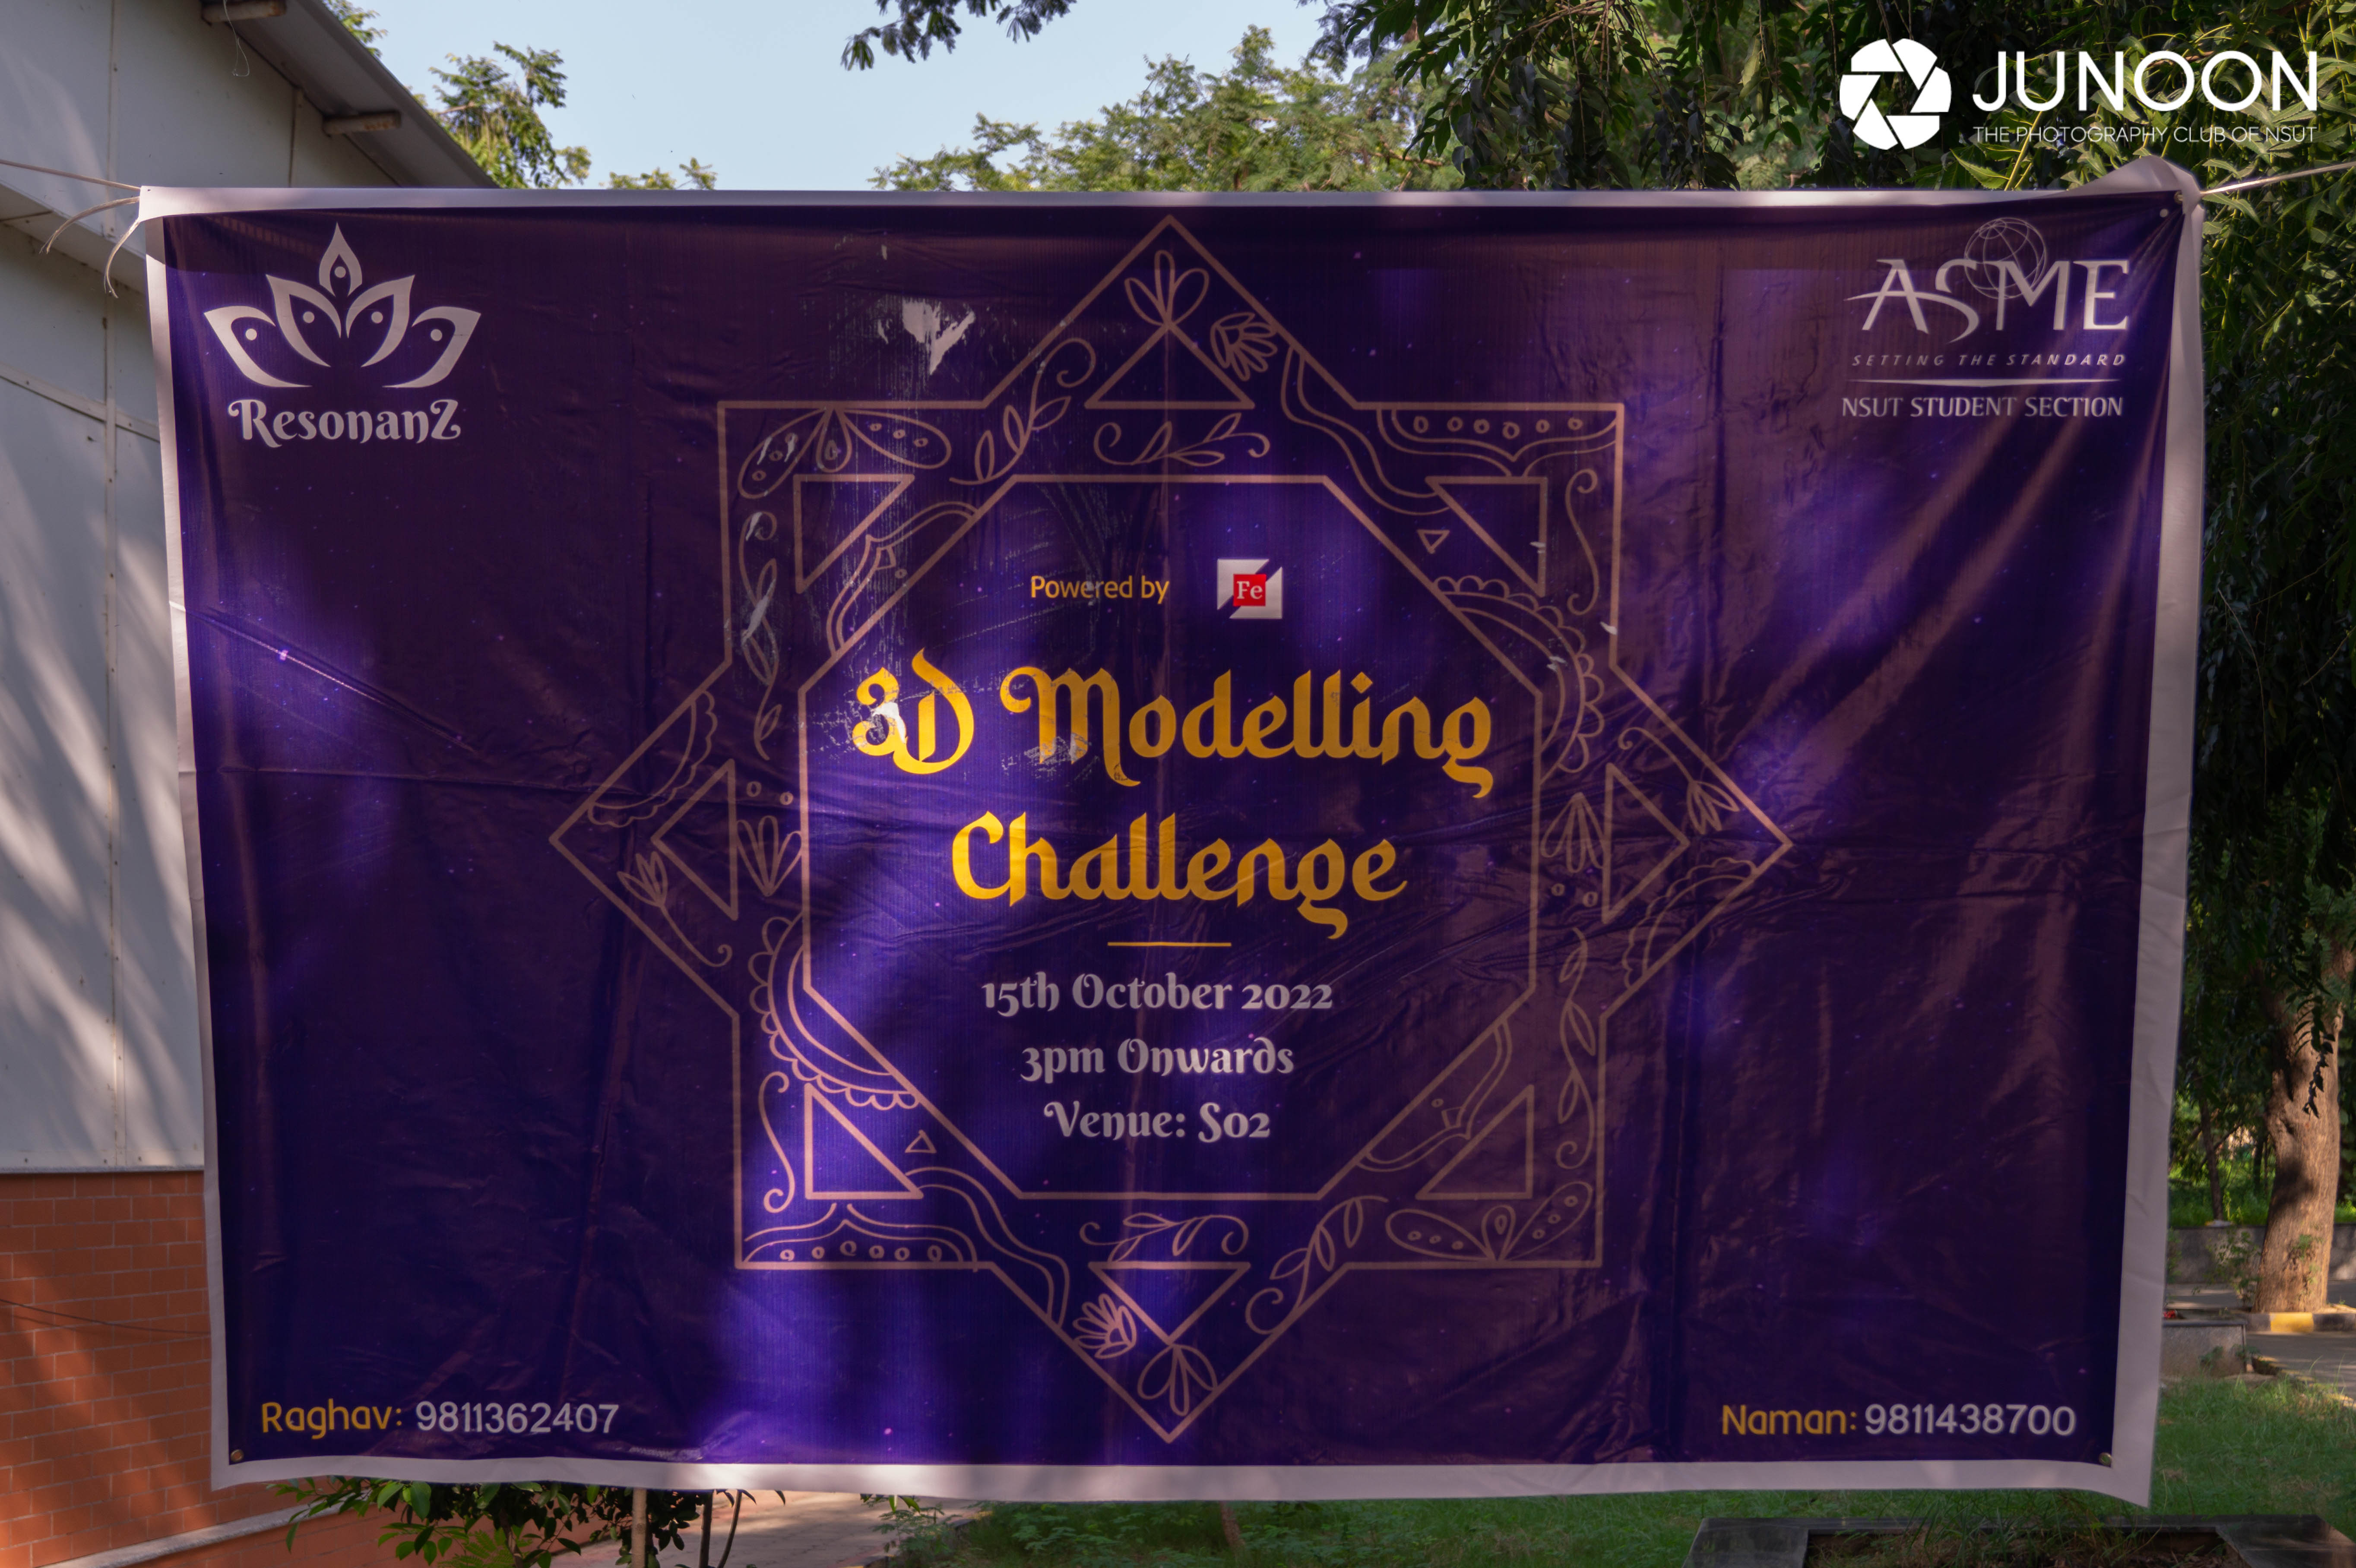 JUNOON
THE PHOTOGRAPHY CLUB OF NSUT
ResonanZ
ASME
SETTING THE STANDARD
NSUT STUDENT SECTION
Powered by Fe
3D Modelling
Challenge
15th October 2022
3pm Onwards
Venue: S02
Raghav: 9811362407
Naman: 9811438700